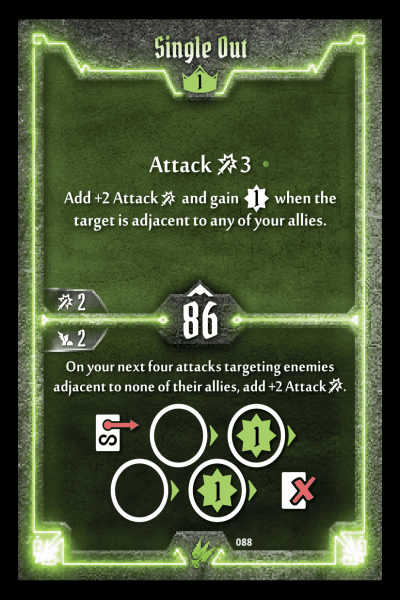 Single Out
1
Attack 3
Add +2 Attack and gain 1 when the
target is adjacent to any of your allies.
2
86
2
On your next four attacks targeting enemies
adjacent to none of their allies, add +2 Attack .
S
1
1
088